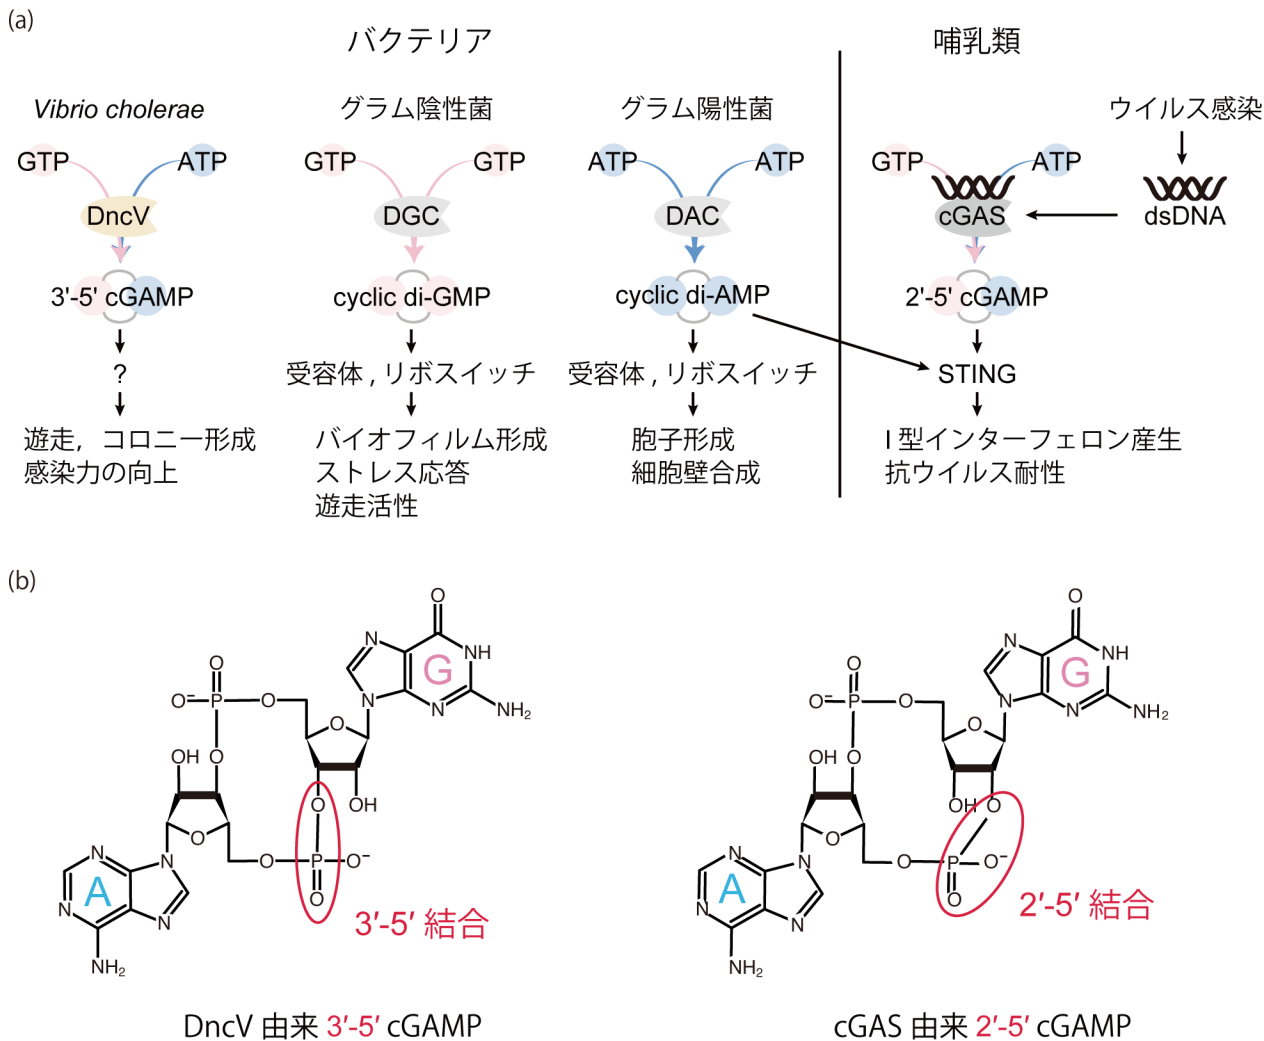 (a)
バクテリア
哺乳類
Vibrio cholerae
グラム陰性菌
グラム陽性菌
ウイルス感染
GTP ATP
GTP GTP
ATP ATP
GTP ATP
DncV
DGC
DAC
cGAS
dsDNA
3'-5' cGAMP
cyclic di-GMP
cyclic di-AMP
2'-5' cGAMP
?
受容体 , リボスイッチ
受容体 , リボスイッチ
STING
遊走，コロニー形成
感染力の向上
バイオフィルム形成
ストレス応答
遊走活性
胞子形成
細胞壁合成
I 型インターフェロン産生
抗ウイルス耐性
(b)
O
N
NH
G
O
O⁻ P O
N
N
NH₂
O
OH O
O
OH
O
O P O⁻
O
N
N
A
N
N
N
NH₂
3′-5′ 結合
DncV 由来 3′-5′ cGAMP
O
N
NH
G
O
O⁻ P O
N
N
NH₂
O
OH O
OH O
O
O P O⁻
O
N
N
A
N
N
N
NH₂
2′-5′ 結合
cGAS 由来 2′-5′ cGAMP